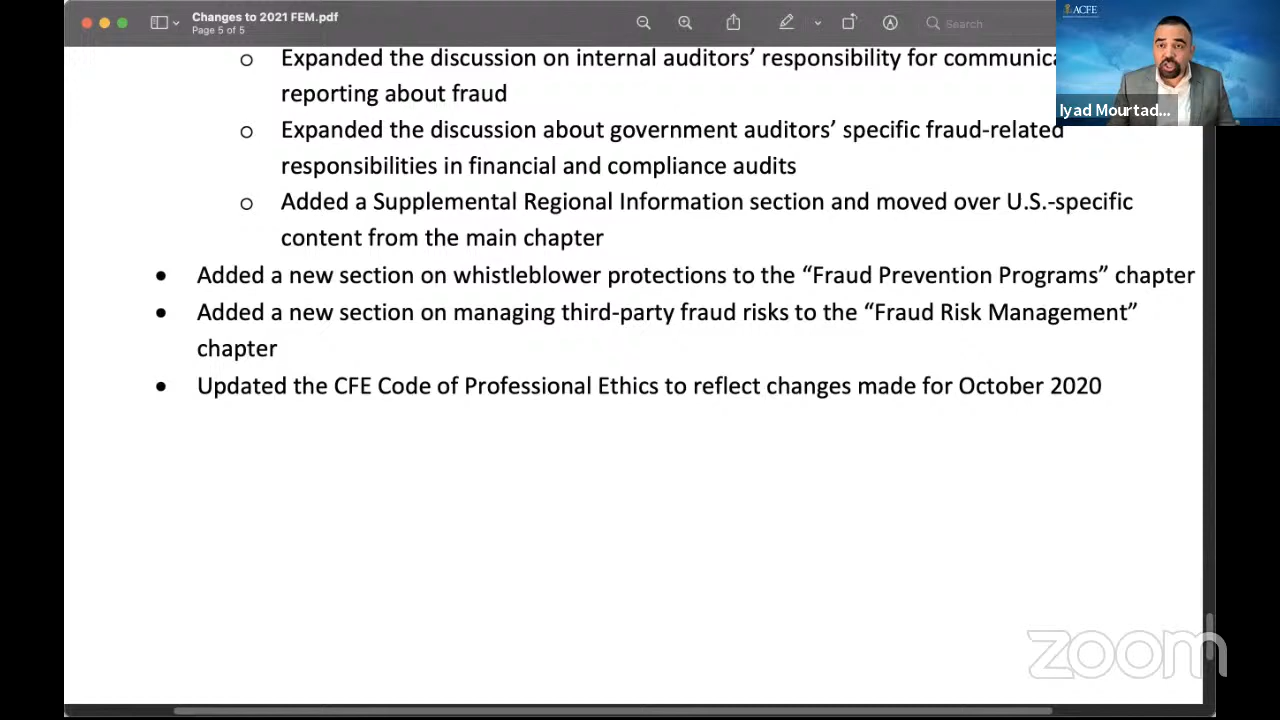 Changes to 2021 FEM.pdf
Page 5 of 5
Search
ACFE
Iyad Mourtad...
o Expanded the discussion on internal auditors’ responsibility for
reporting about fraud
o Expanded the discussion about government auditors’ specific fraud-related
responsibilities in financial and compliance audits
o Added a Supplemental Regional Information section and moved over U.S.-specific
content from the main chapter
• Added a new section on whistleblower protections to the “Fraud Prevention Programs” chapter
• Added a new section on managing third-party fraud risks to the “Fraud Risk Management”
chapter
• Updated the CFE Code of Professional Ethics to reflect changes made for October 2020
zoom